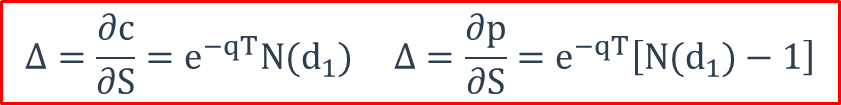 Δ = ∂c/∂S = e^{−qT}N(d₁)    Δ = ∂p/∂S = e^{−qT}[N(d₁) − 1]